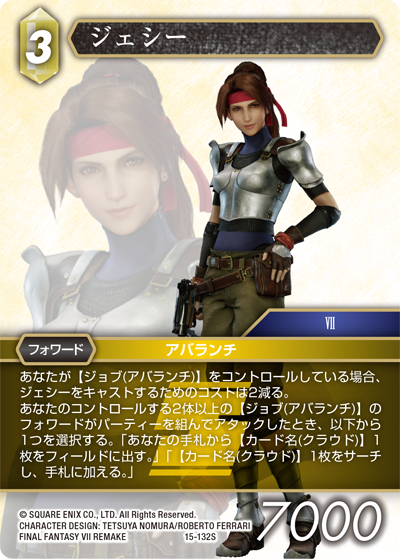 3
ジェシー
VII
フォワード
アバランチ
あなたが【ジョブ(アバランチ)】をコントロールしている場合、
ジェシーをキャストするためのコストは2減る。
あなたのコントロールする2体以上の【ジョブ(アバランチ)】の
フォワードがパーティーを組んでアタックしたとき、以下から
1つを選択する。「あなたの手札から【カード名(クラウド)】1
枚をフィールドに出す。」「【カード名(クラウド)】1枚をサーチ
し、手札に加える。」
© SQUARE ENIX CO., LTD. All Rights Reserved.
CHARACTER DESIGN: TETSUYA NOMURA/ROBERTO FERRARI
FINAL FANTASY VII REMAKE
15-132S
7000